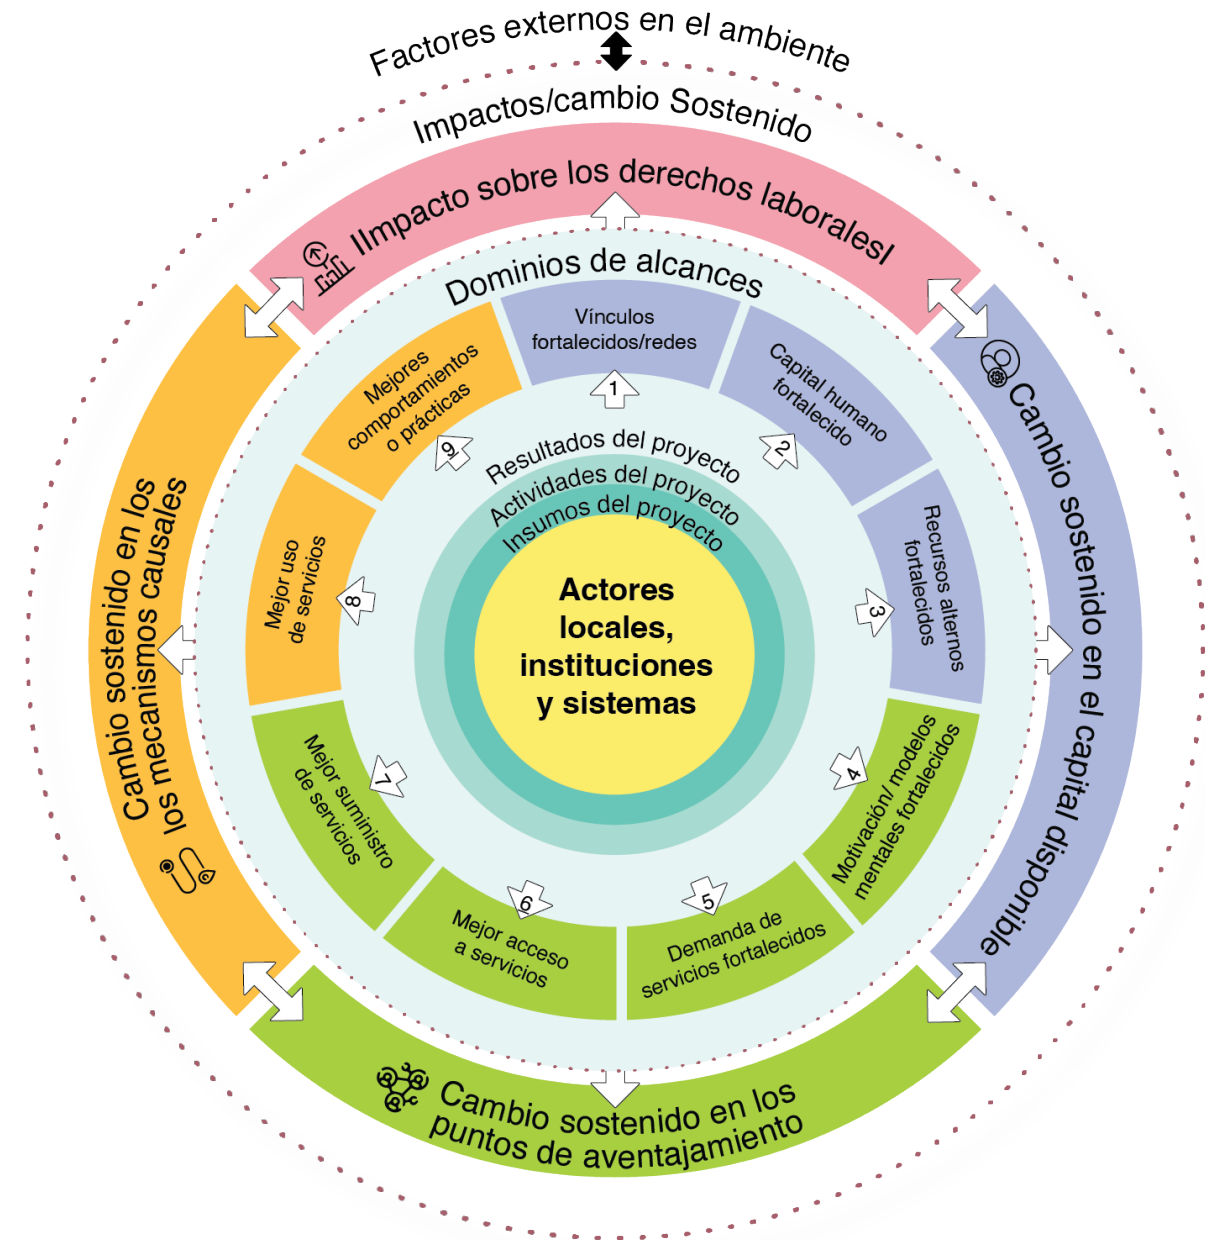 Factores externos en el ambiente
Impactos/cambio Sostenido
IImpacto sobre los derechos laboralesI
Dominios de alcances
Vínculos
fortalecidos/redes
1
Capital humano
fortalecido
2
Recursos alternos
fortalecidos
3
Motivación/ modelos
mentales fortalecidos
4
Demanda de
servicios fortalecidos
5
Mejor acceso
a servicios
6
Mejor suministro
de servicios
7
Mejor uso
de servicios
8
Mejores
comportamientos
o prácticas
9
Resultados del proyecto
Actividades del proyecto
Insumos del proyecto
Actores
locales,
instituciones
y sistemas
Cambio sostenido en el capital disponible
Cambio sostenido en los
puntos de aventajamiento
Cambio sostenido en los
los mecanismos causales